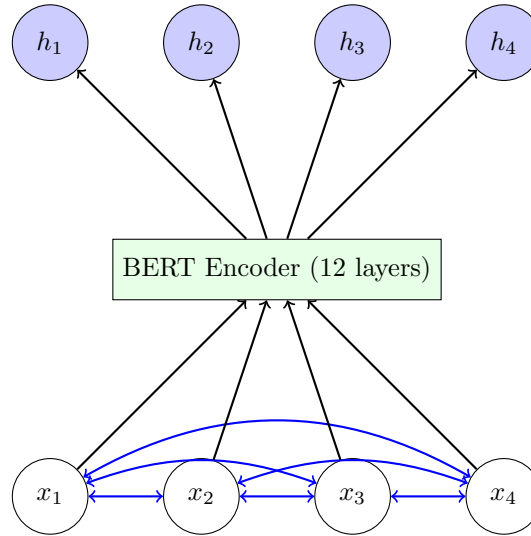 h₁ h₂ h₃ h₄
BERT Encoder (12 layers)
x₁ x₂ x₃ x₄